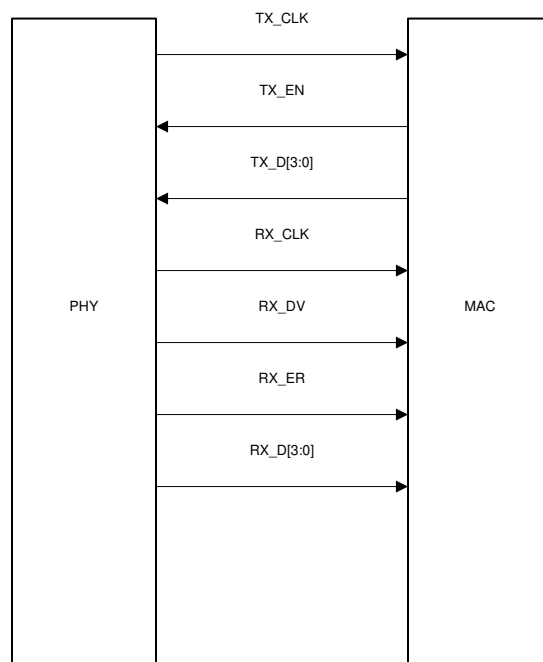 TX_CLK
TX_EN
TX_D[3:0]
RX_CLK
PHY
RX_DV
MAC
RX_ER
RX_D[3:0]